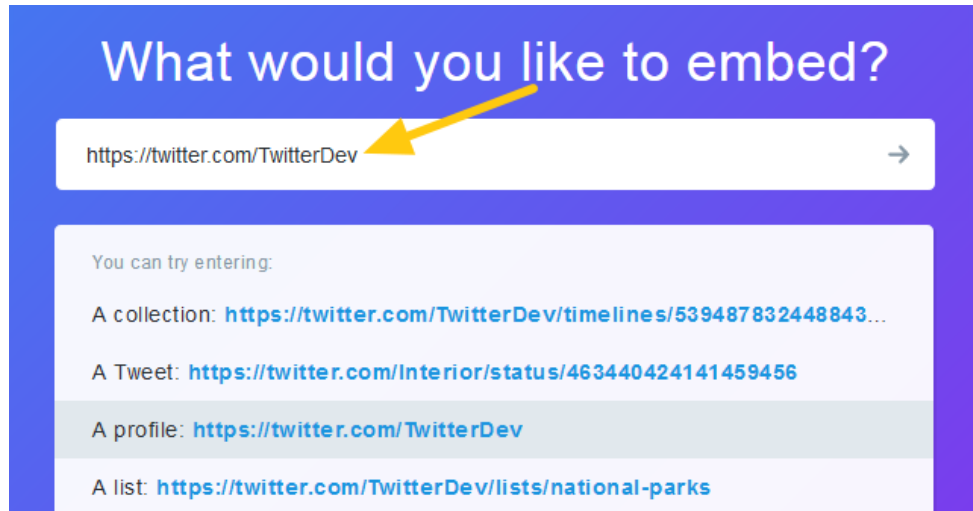 What would you like to embed?
https://twitter.com/TwitterDev
You can try entering:
A collection: https://twitter.com/TwitterDev/timelines/539487832448843...
A Tweet: https://twitter.com/Interior/status/463440424141459456
A profile: https://twitter.com/TwitterDev
A list: https://twitter.com/TwitterDev/lists/national-parks